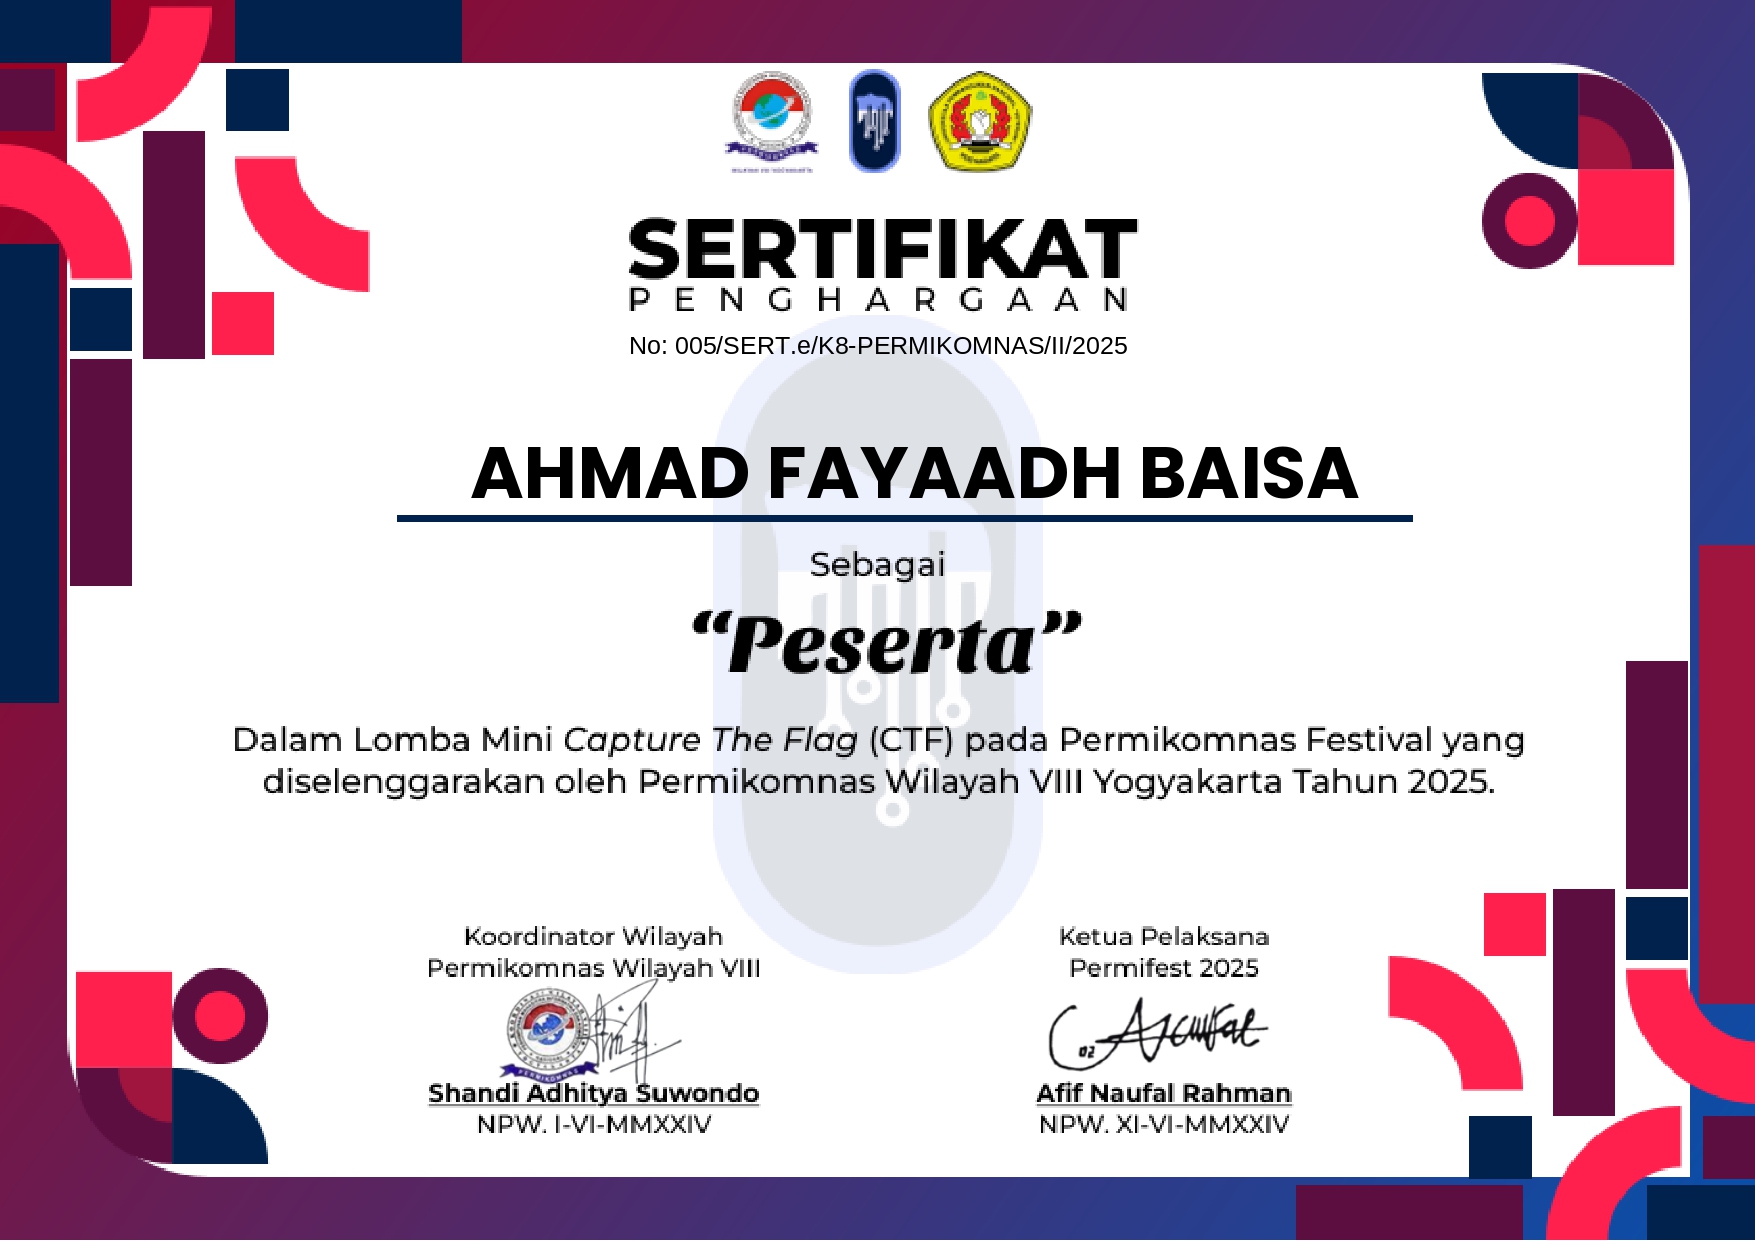 SERTIFIKAT
PENGHARGAAN
No: 005/SERT.e/K8-PERMIKOMNAS/II/2025
AHMAD FAYAADH BAISA
Sebagai
“Peserta”
Dalam Lomba Mini Capture The Flag (CTF) pada Permikomnas Festival yang
diselenggarakan oleh Permikomnas Wilayah VIII Yogyakarta Tahun 2025.
Koordinator Wilayah
Permikomnas Wilayah VIII
Shandi Adhitya Suwondo
NPW. I-VI-MMXXIV
Ketua Pelaksana
Permifest 2025
Afif Naufal Rahman
NPW. XI-VI-MMXXIV